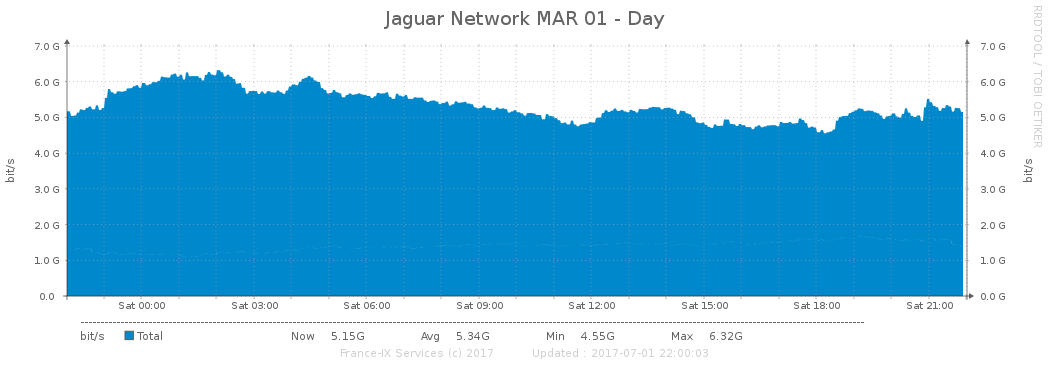 Jaguar Network MAR 01 - Day
RRDTOOL / TOBI OETIKER
7.0 G 7.0 G
6.0 G 6.0 G
5.0 G 5.0 G
4.0 G 4.0 G
3.0 G 3.0 G
2.0 G 2.0 G
1.0 G 1.0 G
0.0 0.0 G
bit/s
bit/s
Sat 00:00 Sat 03:00 Sat 06:00 Sat 09:00 Sat 12:00 Sat 15:00 Sat 18:00 Sat 21:00
bit/s Total Now 5.15G Avg 5.34G Min 4.55G Max 6.32G
France-IX Services (c) 2017 Updated : 2017-07-01 22:00:03